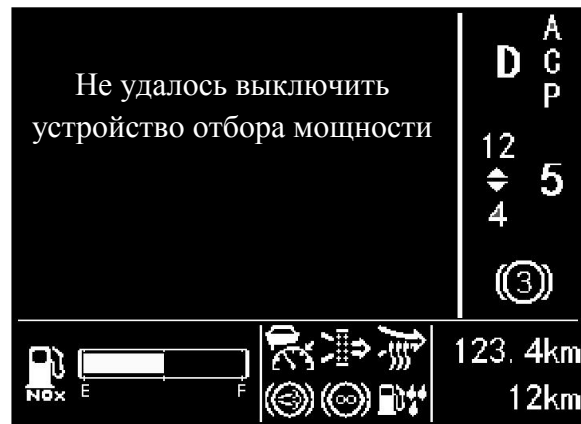 Не удалось выключить
устройство отбора мощности
D
A
C
P
12
4
5
3
NOx
E
F
123. 4km
12km